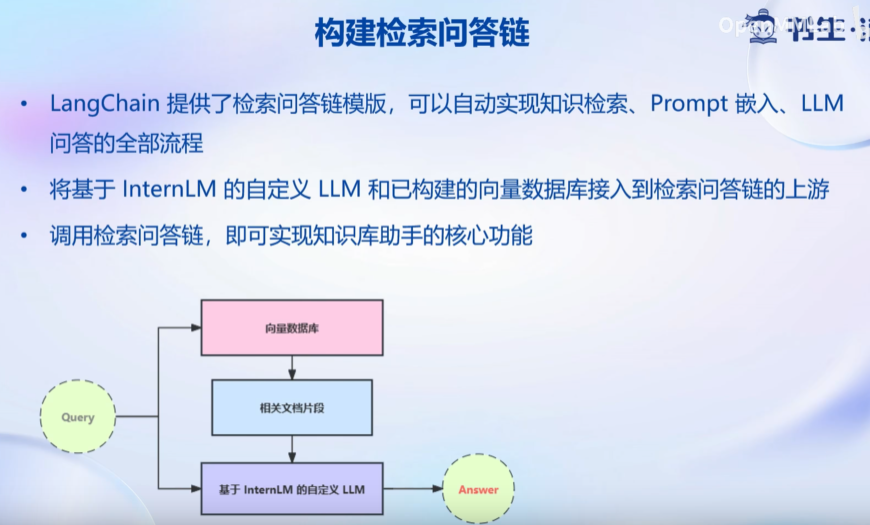 构建检索问答链
书生·
• LangChain 提供了检索问答链模版，可以自动实现知识检索、Prompt 嵌入、LLM
问答的全部流程
• 将基于 InternLM 的自定义 LLM 和已构建的向量数据库接入到检索问答链的上游
• 调用检索问答链，即可实现知识库助手的核心功能
向量数据库
Query
相关文档片段
基于 InternLM 的自定义 LLM
Answer